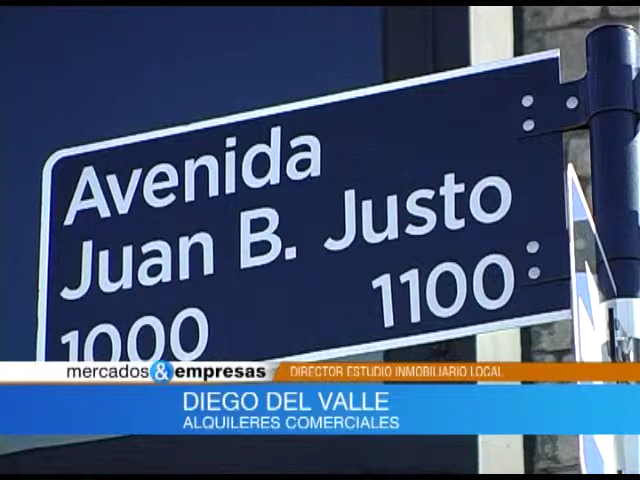 Avenida
Juan B. Justo
1000 1100
mercados&empresas DIRECTOR ESTUDIO INMOBILIARIO LOCAL
DIEGO DEL VALLE
ALQUILERES COMERCIALES